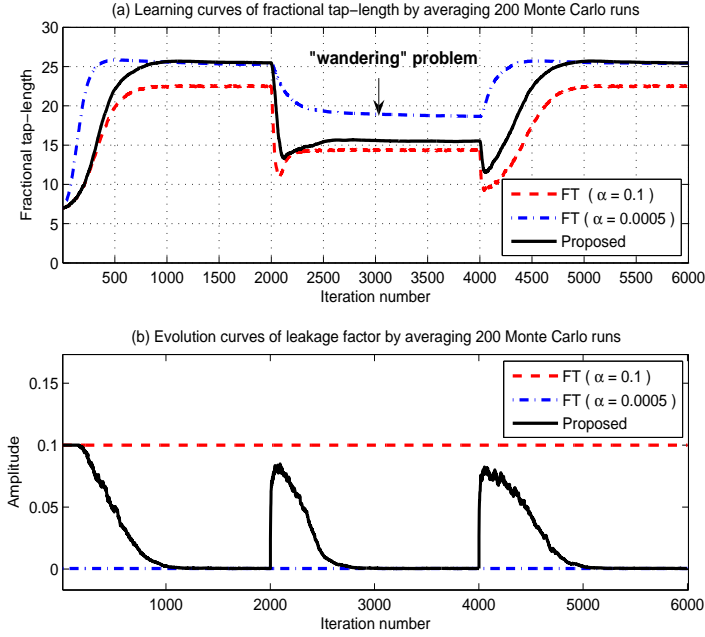 (a) Learning curves of fractional tap−length by averaging 200 Monte Carlo runs
30
25
20
15
10
5
0
Fractional tap−length
"wandering" problem
FT ( α = 0.1 )
FT ( α = 0.0005 )
Proposed
500 1000 1500 2000 2500 3000 3500 4000 4500 5000 5500 6000
Iteration number
(b) Evolution curves of leakage factor by averaging 200 Monte Carlo runs
0.15
0.1
0.05
0
Amplitude
FT ( α = 0.1 )
FT ( α = 0.0005 )
Proposed
1000 2000 3000 4000 5000 6000
Iteration number